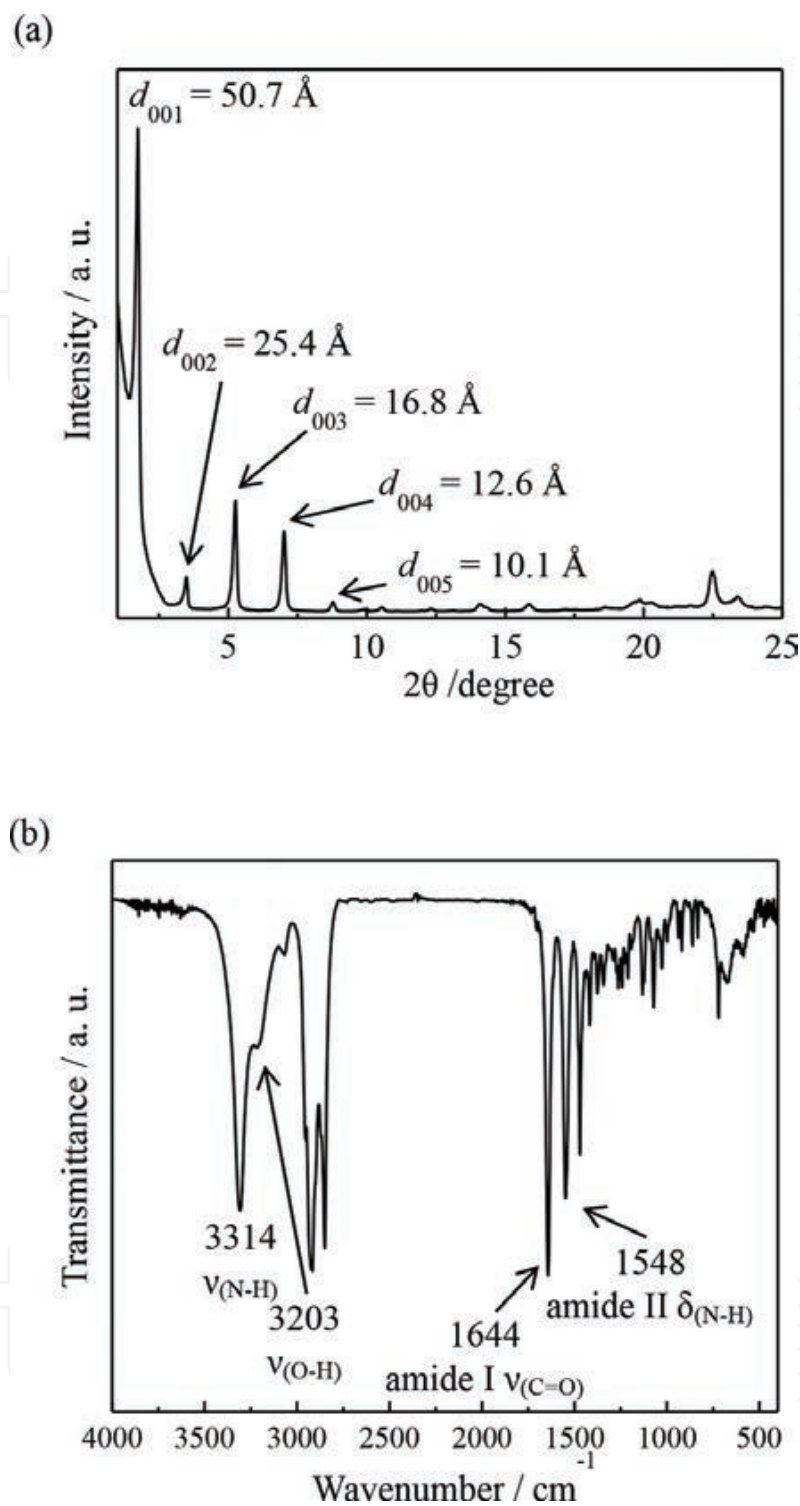 (a)
d001 = 50.7 Å
d002 = 25.4 Å
d003 = 16.8 Å
d004 = 12.6 Å
d005 = 10.1 Å
Intensity / a. u.
5 10 15 20 25
2θ /degree
(b)
Transmittance / a. u.
3314
ν(N-H)
3203
ν(O-H)
1548
amide II δ(N-H)
1644
amide I ν(C=O)
4000 3500 3000 2500 2000 1500 1000 500
Wavenumber / cm-1